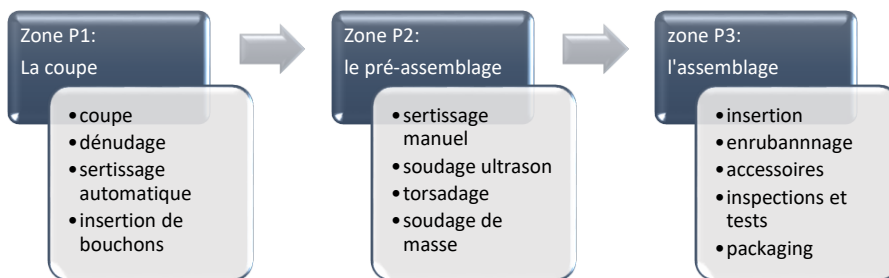 Zone P1:
La coupe
•coupe
•dénudage
•sertissage
automatique
•insertion de
bouchons
Zone P2:
le pré-assemblage
•sertissage
manuel
•soudage ultrason
•torsadage
•soudage de
masse
zone P3:
l'assemblage
•insertion
•enrubannnage
•accessoires
•inspections et
tests
•packaging